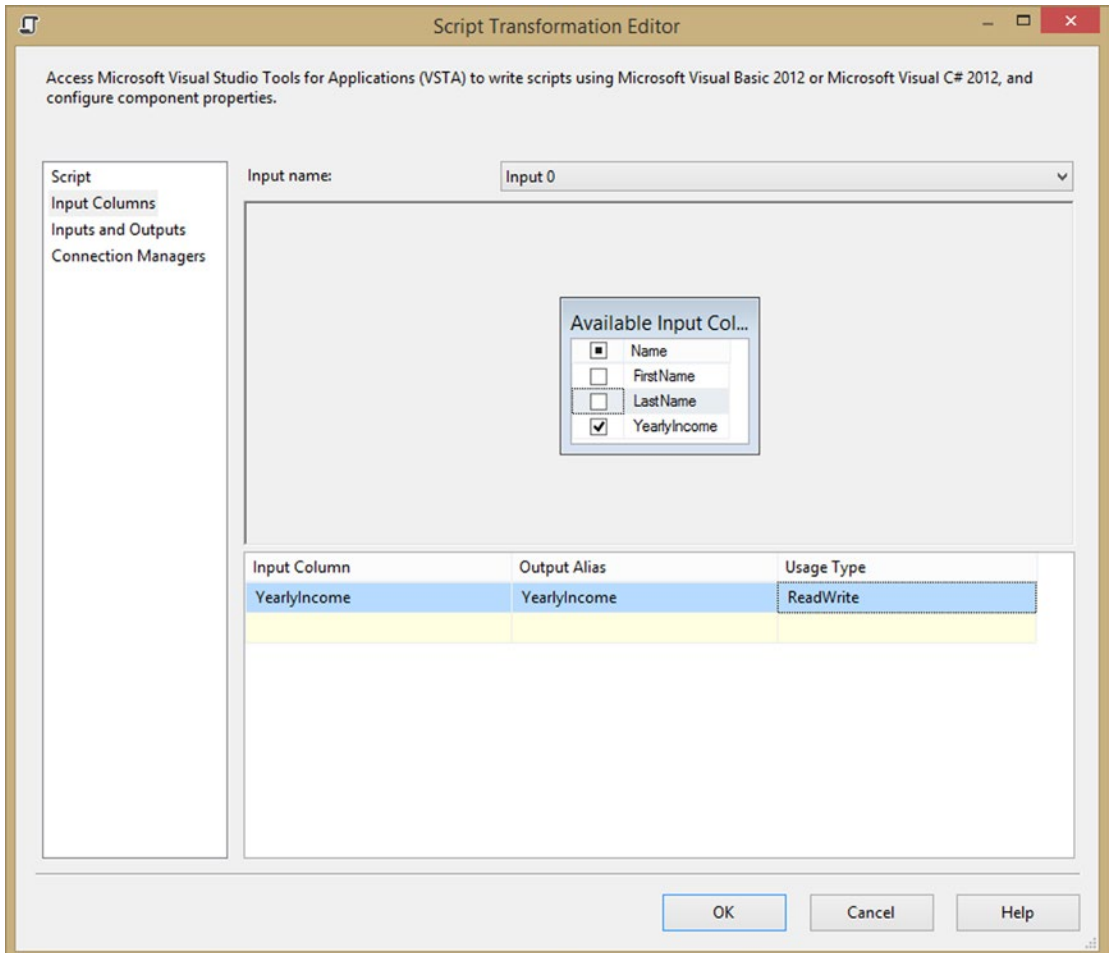 Script Transformation Editor
Access Microsoft Visual Studio Tools for Applications (VSTA) to write scripts using Microsoft Visual Basic 2012 or Microsoft Visual C# 2012, and
configure component properties.
Script
Input Columns
Inputs and Outputs
Connection Managers
Input name:
Input 0
Available Input Col...
Name
FirstName
LastName
YearlyIncome
Input Column Output Alias Usage Type
YearlyIncome YearlyIncome ReadWrite
OK Cancel Help